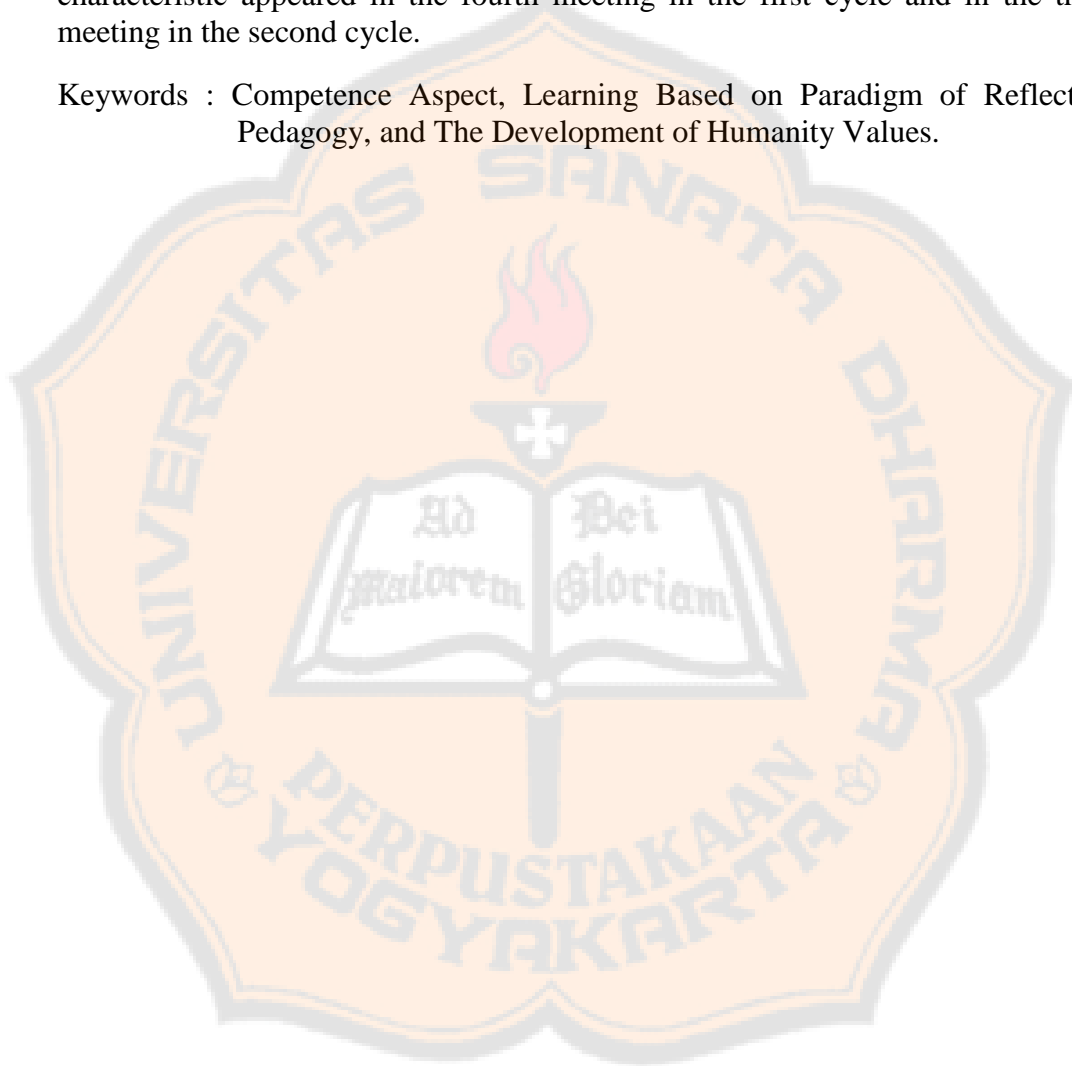 characteristic appeared in the fourth meeting in the first cycle and in the
meeting in the second cycle.
Keywords : Competence Aspect, Learning Based on Paradigm of Reflect
Pedagogy, and The Development of Humanity Values.
UNIVERSITAS SANATA DHARMA
Ad Dei
Maiorem Gloriam
PERPUSTAKAAN
YOGYAKARTA